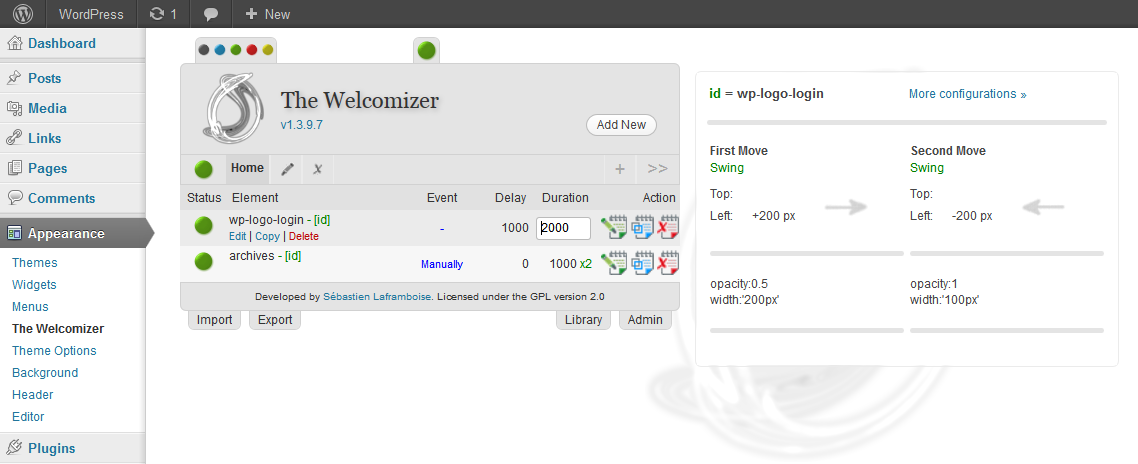 WordPress 1 + New
Dashboard
Posts
Media
Links
Pages
Comments
Appearance
Themes
Widgets
Menus
The Welcomizer
Theme Options
Background
Header
Editor
Plugins
The Welcomizer
v1.3.9.7
Add New
Home x + >>
Status Element Event Delay Duration Action
wp-logo-login - [id] - 1000 2000
Edit | Copy | Delete
archives - [id] Manually 0 1000 x2
Developed by Sébastien Laframboise. Licensed under the GPL version 2.0
Import Export Library Admin
id = wp-logo-login More configurations »
First Move Second Move
Swing Swing
Top: Top:
Left: +200 px Left: -200 px
opacity:0.5 opacity:1
width:'200px' width:'100px'